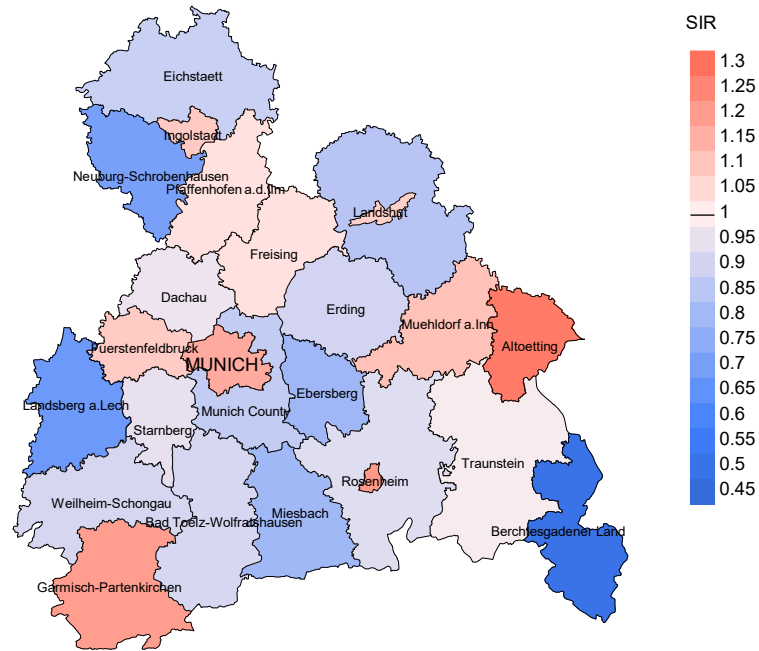 SIR
1.3
1.25
1.2
1.15
1.1
1.05
1
0.95
0.9
0.85
0.8
0.75
0.7
0.65
0.6
0.55
0.5
0.45
Eichstaett
Ingolstadt
Neuburg-Schrobenhausen
Pfaffenhofen a.d.Ilm
Landshut
Freising
Dachau
Erding
Muehldorf a.Inn
Altoetting
Fuerstenfeldbruck
MUNICH
Ebersberg
Landsberg a.Lech
Munich County
Starnberg
Traunstein
Rosenheim
Weilheim-Schongau
Miesbach
Bad Toelz-Wolfratshausen
Berchtesgadener Land
Garmisch-Partenkirchen